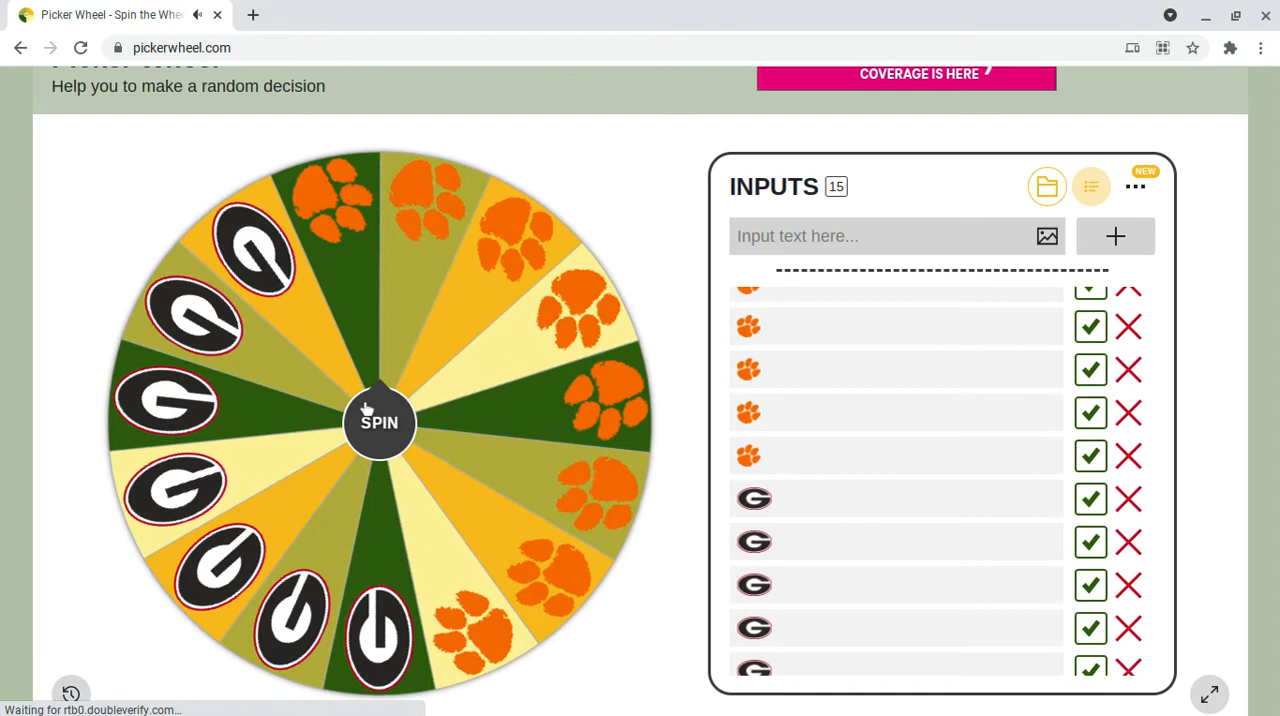 Picker Wheel - Spin the Whee
pickerwheel.com
Help you to make a random decision
COVERAGE IS HERE
INPUTS 15
NEW
Input text here...
SPIN
G
G
G
G
G
G
G
G
G
G
G
G
Waiting for rtb0.doubleverify.com...